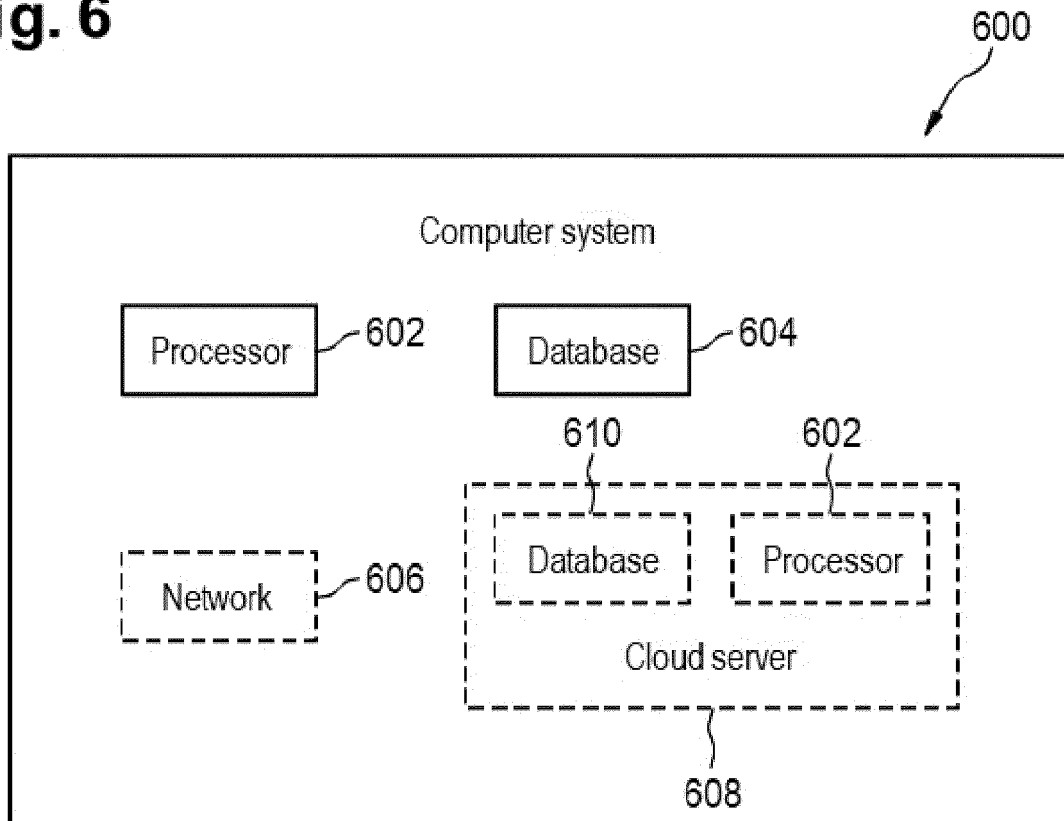 ig. 6
600
Computer system
Processor
602
Database
604
610
602
Database
Processor
Network
606
Cloud server
608